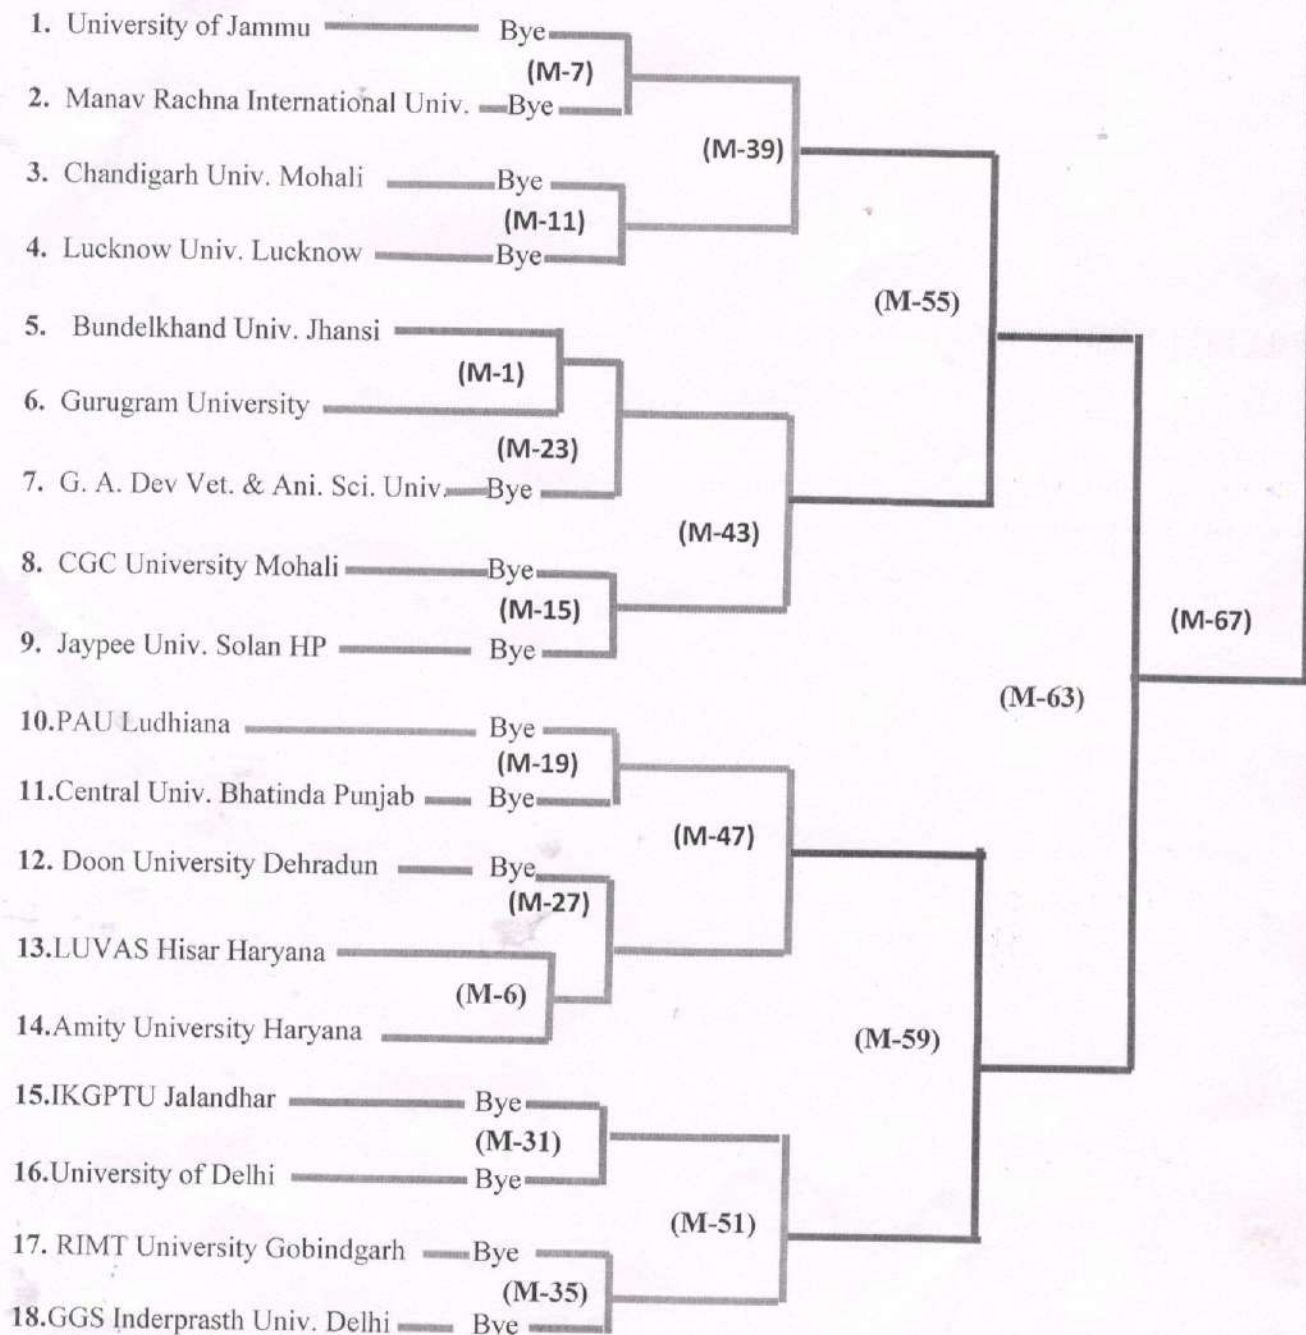 1. University of Jammu Bye
(M-7)
2. Manav Rachna International Univ. Bye
(M-39)
3. Chandigarh Univ. Mohali Bye
(M-11)
4. Lucknow Univ. Lucknow Bye
(M-55)
5. Bundelkhand Univ. Jhansi
(M-1)
6. Gurugram University
(M-23)
7. G. A. Dev Vet. & Ani. Sci. Univ. Bye
(M-43)
8. CGC University Mohali Bye
(M-15)
(M-67)
9. Jaypee Univ. Solan HP Bye
(M-63)
10.PAU Ludhiana Bye
(M-19)
11.Central Univ. Bhatinda Punjab Bye
(M-47)
12. Doon University Dehradun Bye
(M-27)
13.LUVAS Hisar Haryana
(M-6)
14.Amity University Haryana
(M-59)
15.IKGPTU Jalandhar Bye
(M-31)
16.University of Delhi Bye
(M-51)
17. RIMT University Gobindgarh Bye
(M-35)
18.GGS Inderprasth Univ. Delhi Bye